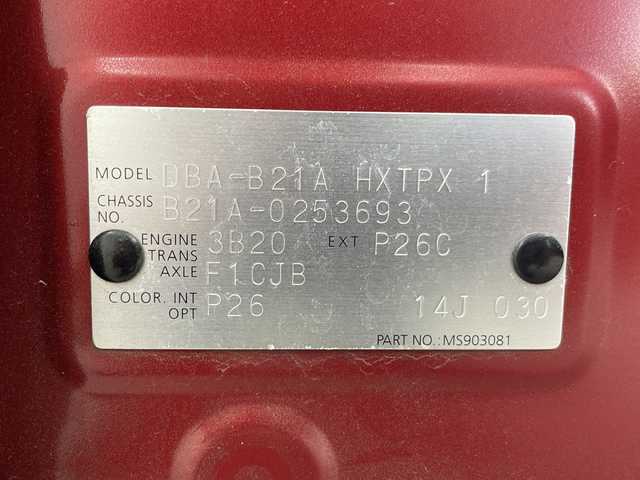 MODEL DBA-B21A HXTPX 1
CHASSIS NO. B21A-0253693
ENGINE 3B20 EXT P26C
TRANS AXLE F1CJB
COLOR. INT OPT P26 14J 030
PART NO.:MS903081